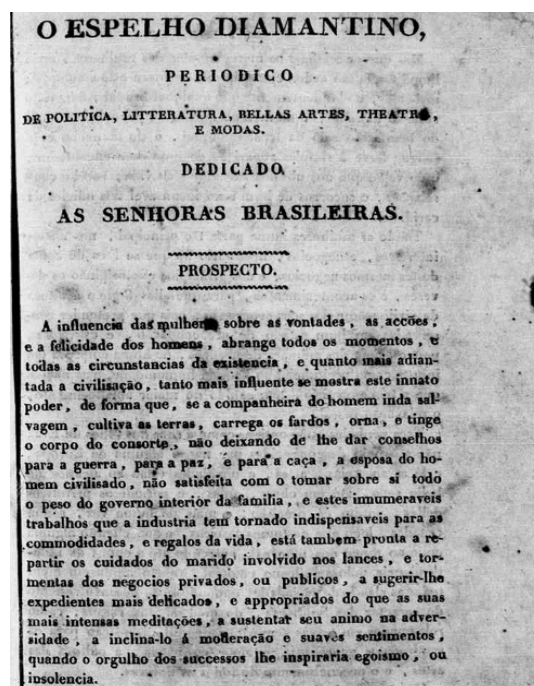 O ESPELHO DIAMANTINO,
PERIODICO
DE POLITICA, LITTERATURA, BELLAS ARTES, THEATRO,
E MODAS.
DEDICADO
AS SENHORAS BRASILEIRAS.
PROSPECTO.
A influencia das mulheres sobre as vontades, as acções,
e a felicidade dos homens, abrange todos os momentos, e
todas as circunstancias da existencia, e quanto mais adian-
tada a civilisação, tanto mais influente se mostra este innato
poder, de fórma que, se a companheira do homem inda sal-
vagem, cultiva as terras, carrega os fardos, orna, e tinge
o corpo do consorte, não deixando de lhe dar conselhos
para a guerra, para a paz, e para a caça, a esposa do ho-
mem civilisado, não satisfeita com o tomar sobre si todo
o peso do governo interior da familia, e estes innumeraveis
trabalhos que a industria tem tornado indispensaveis para as
commodidades, e regalos da vida, está tambem pronta a re-
partir os cuidados do marido involvido nos lances, e tor-
mentas dos negocios privados, ou publicos, a sugerir-lhe
expedientes mais delicados, e appropriados do que as suas
mais intensas meditações, a sustentar seu animo na adver-
sidade, a inclina-lo á moderação e suaves sentimentos,
quando o orgulho dos successos lhe inspiraria egoismo, ou
insolencia.